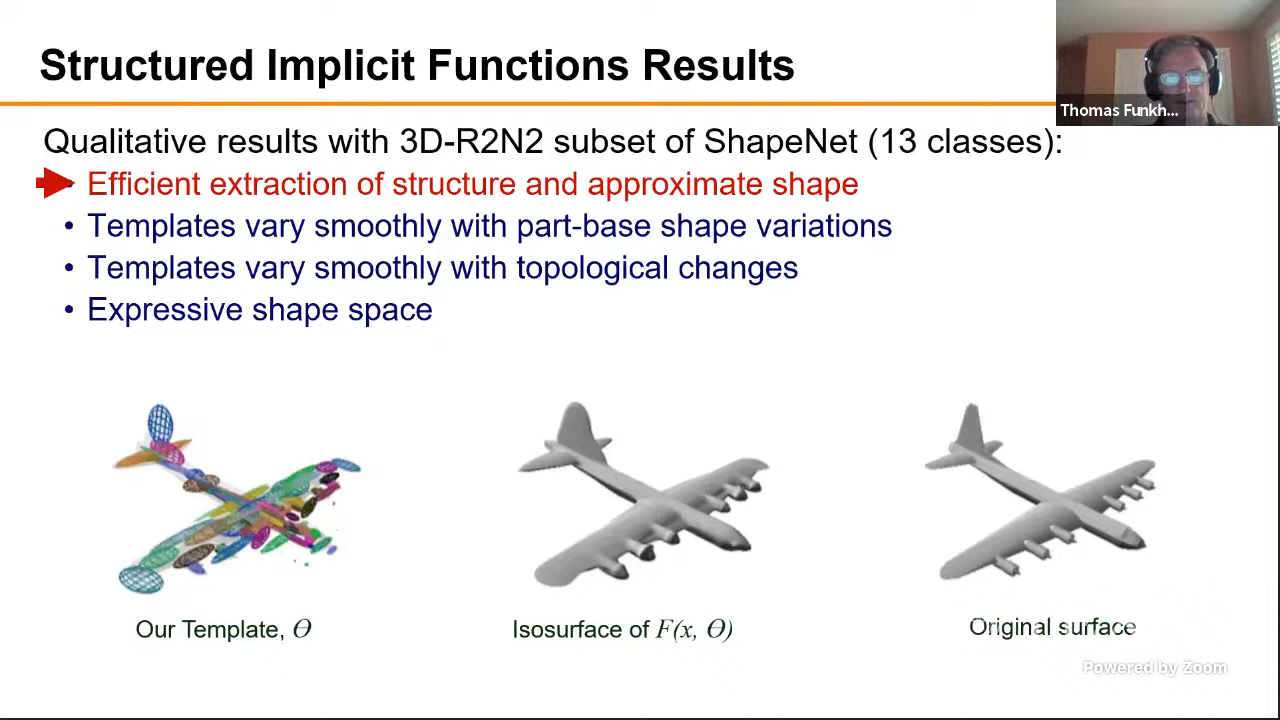 Structured Implicit Functions Results
Thomas Funkh...
Qualitative results with 3D-R2N2 subset of ShapeNet (13 classes):
Efficient extraction of structure and approximate shape
• Templates vary smoothly with part-base shape variations
• Templates vary smoothly with topological changes
• Expressive shape space
Our Template, Θ
Isosurface of F(x, Θ)
Original surface
Powered by Zoom